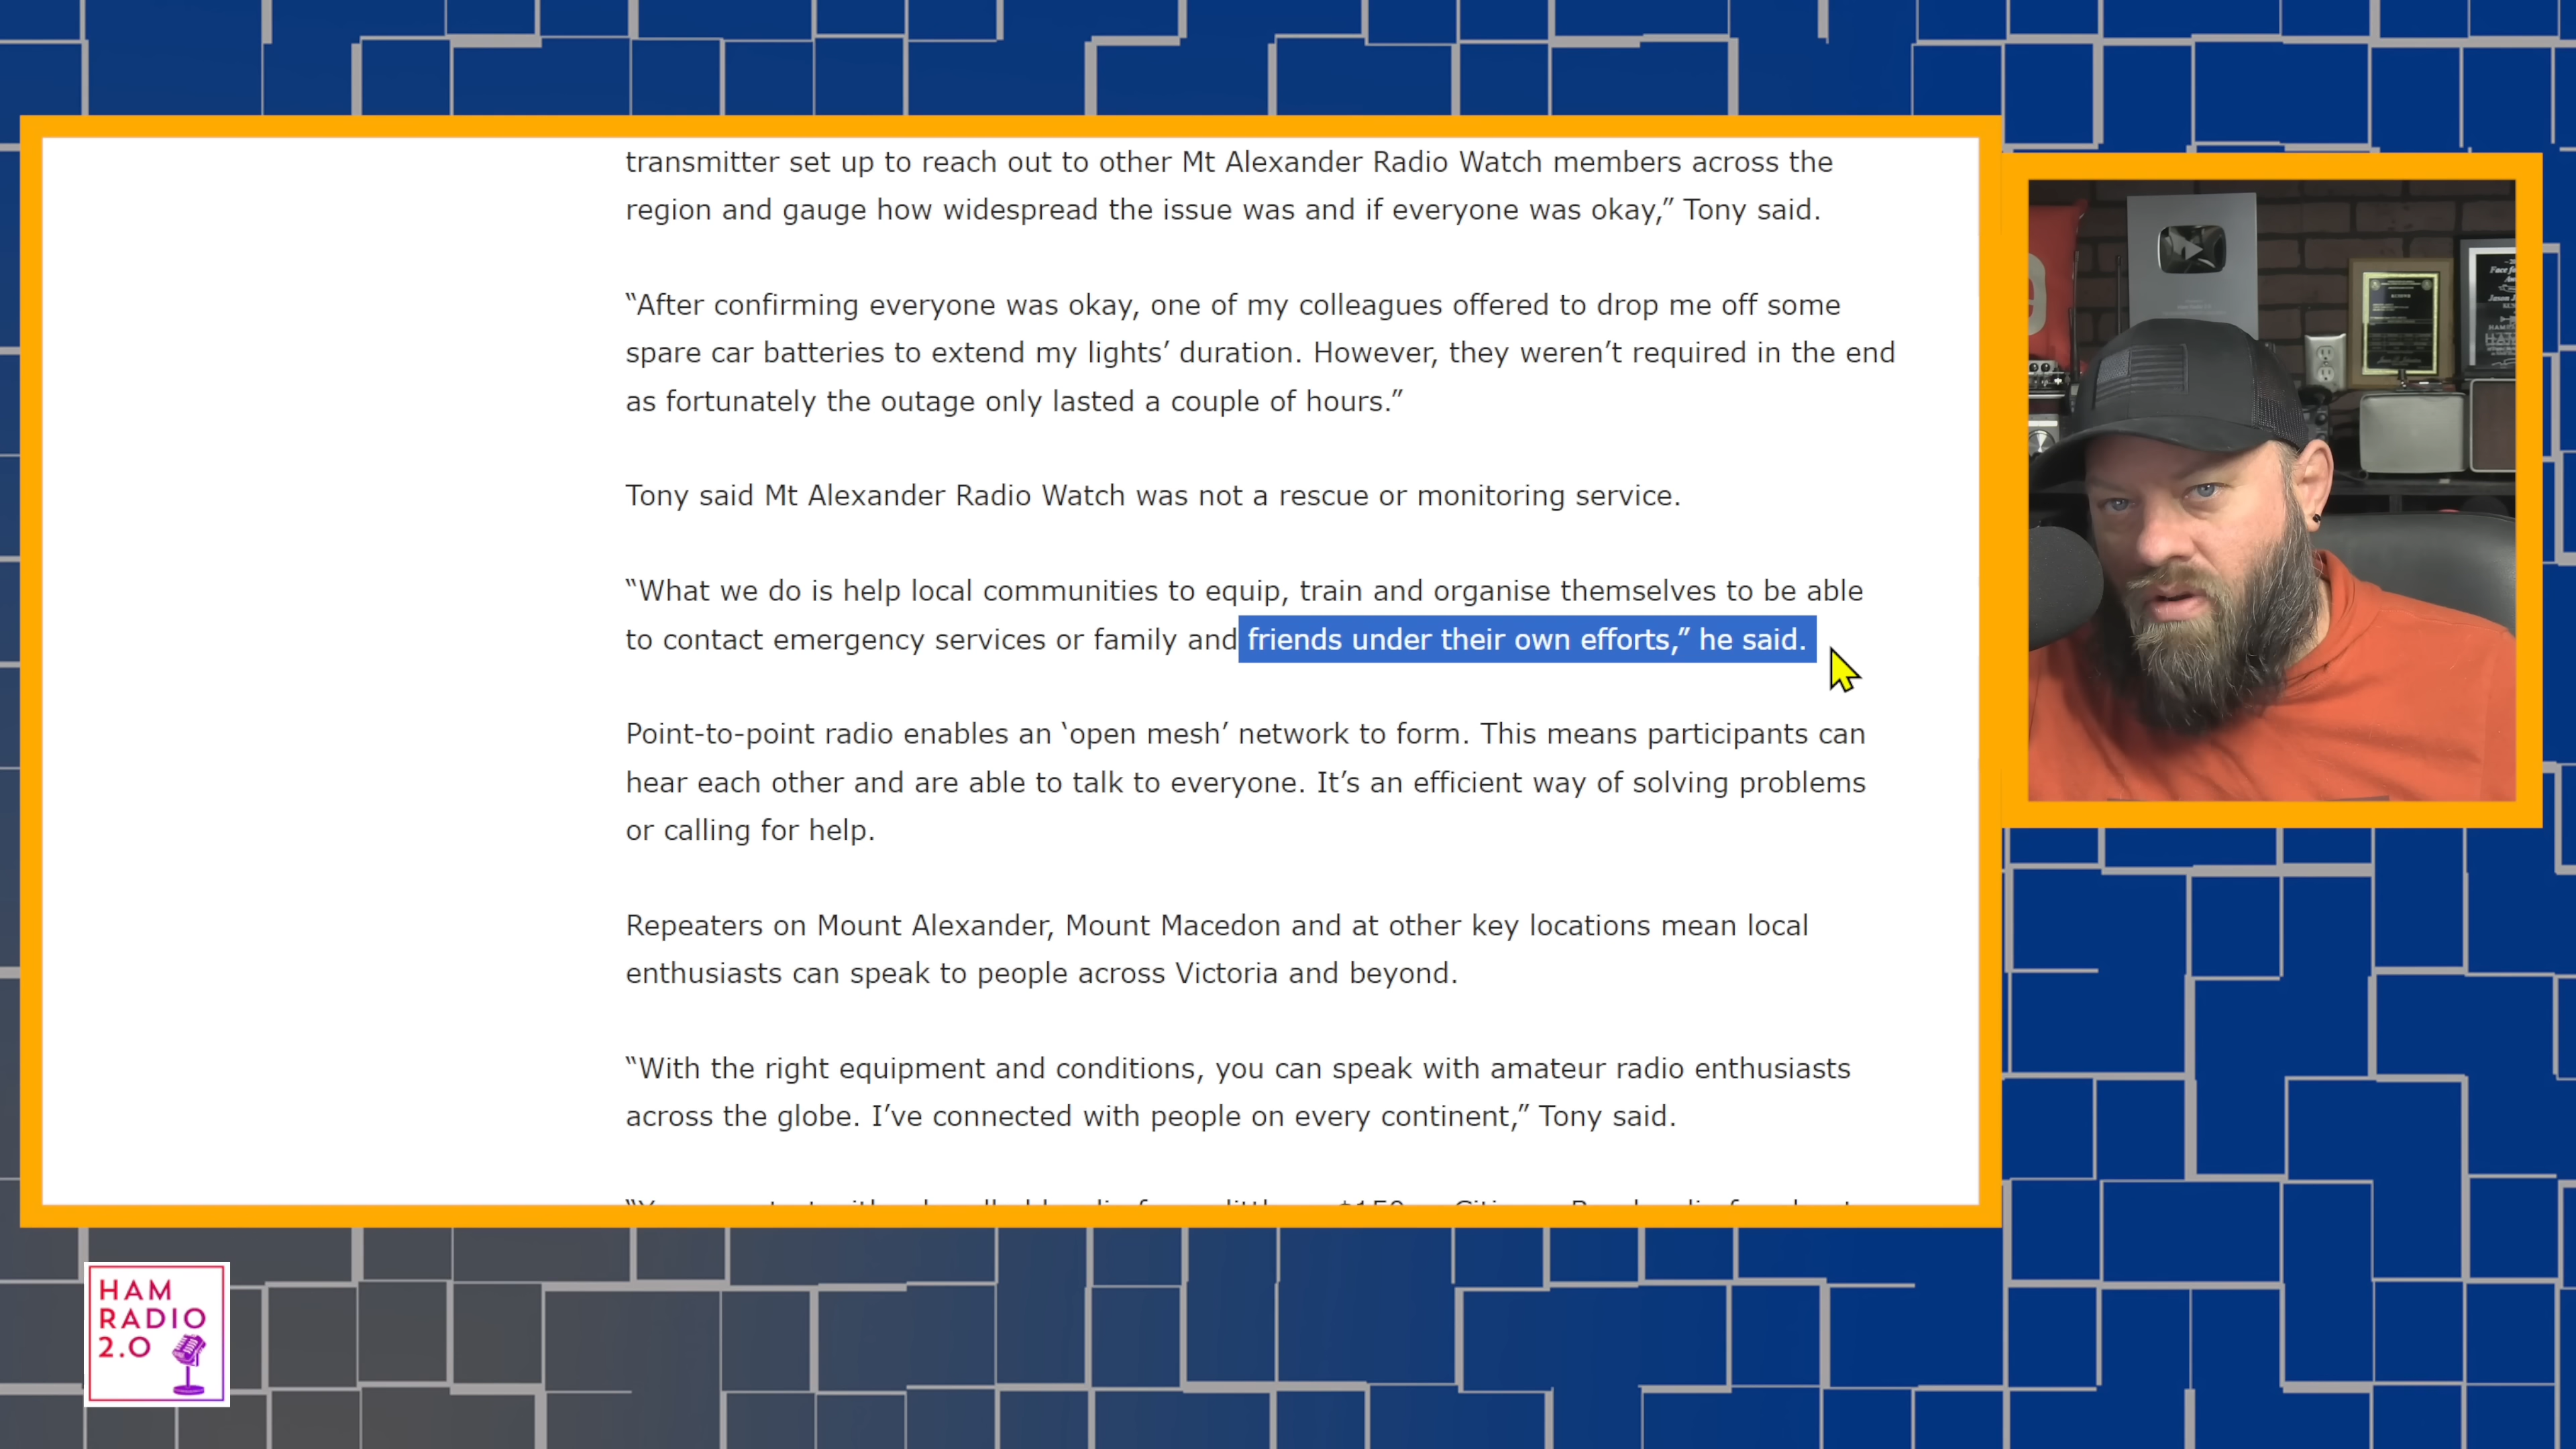 transmitter set up to reach out to other Mt Alexander Radio Watch members across the
region and gauge how widespread the issue was and if everyone was okay,” Tony said.
“After confirming everyone was okay, one of my colleagues offered to drop me off some
spare car batteries to extend my lights’ duration. However, they weren’t required in the end
as fortunately the outage only lasted a couple of hours.”
Tony said Mt Alexander Radio Watch was not a rescue or monitoring service.
“What we do is help local communities to equip, train and organise themselves to be able
to contact emergency services or family and friends under their own efforts,” he said.
Point-to-point radio enables an ‘open mesh’ network to form. This means participants can
hear each other and are able to talk to everyone. It’s an efficient way of solving problems
or calling for help.
Repeaters on Mount Alexander, Mount Macedon and at other key locations mean local
enthusiasts can speak to people across Victoria and beyond.
“With the right equipment and conditions, you can speak with amateur radio enthusiasts
across the globe. I’ve connected with people on every continent,” Tony said.
HAM
RADIO
2.0